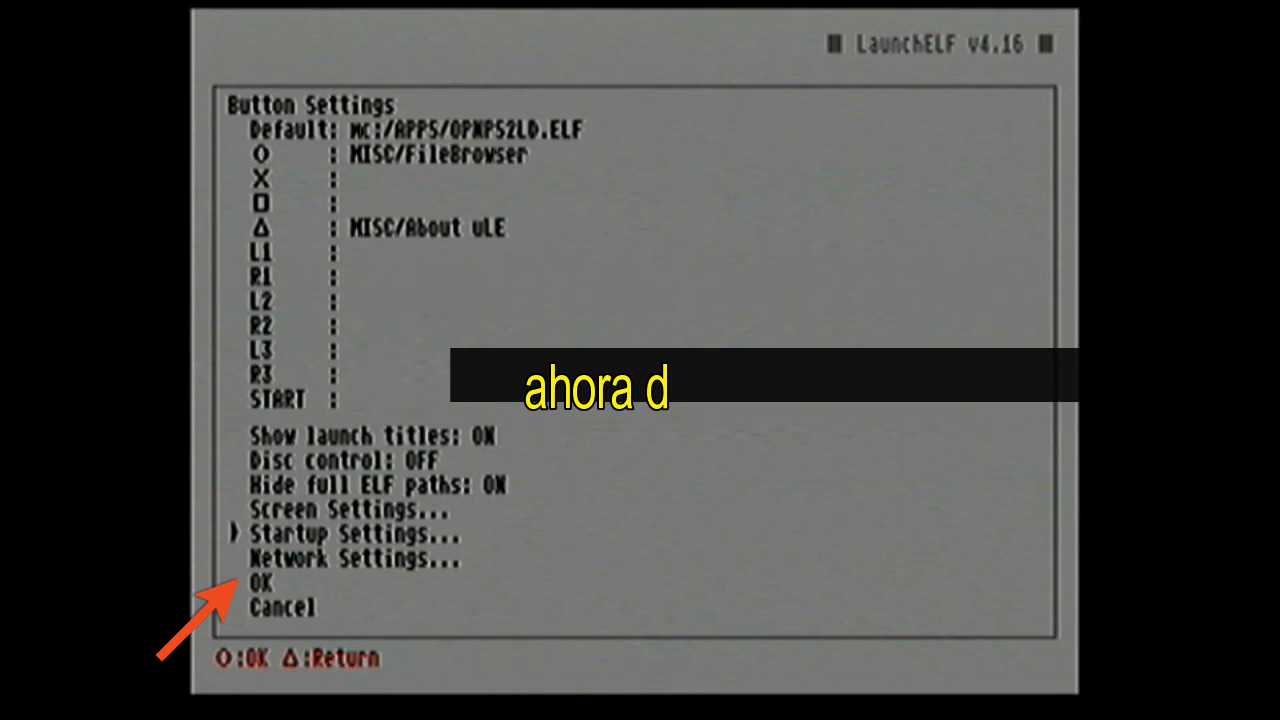 LaunchELF v4.16
Button Settings
Default: mc:/APPS/OPNPS2LD.ELF
O : MISC/FileBrowser
X :
□ :
△ : MISC/About uLE
L1 :
R1 :
L2 :
R2 :
L3 :
R3 :
START :
ahora d
Show launch titles: ON
Disc control: OFF
Hide full ELF paths: ON
Screen Settings...
Startup Settings...
Network Settings...
OK
Cancel
O:OK △:Return